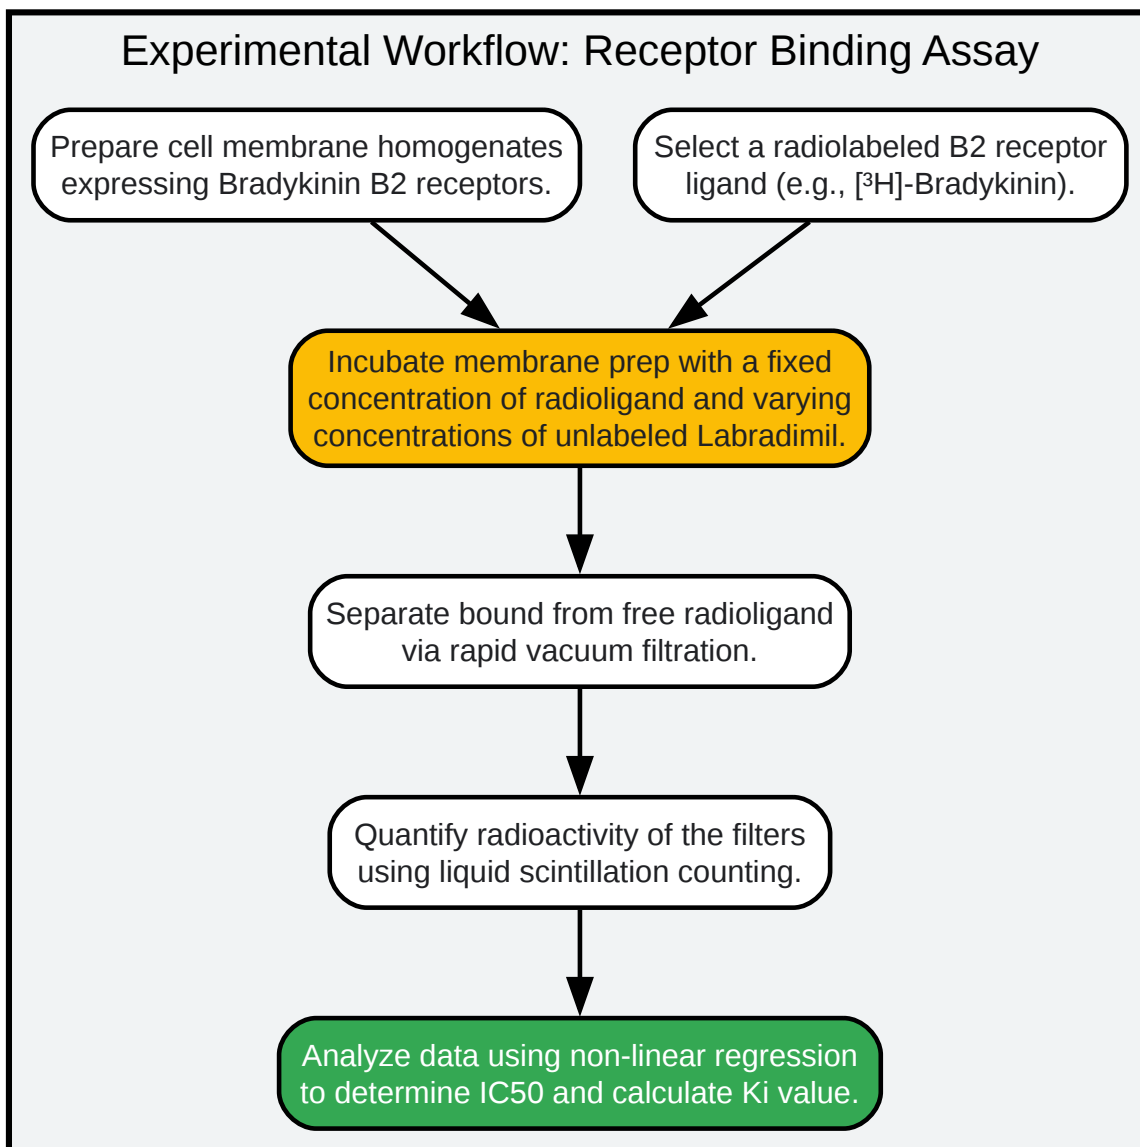 Experimental Workflow: Receptor Binding Assay
Prepare cell membrane homogenates
expressing Bradykinin B2 receptors.
Select a radiolabeled B2 receptor
ligand (e.g., [³H]-Bradykinin).
Incubate membrane prep with a fixed
concentration of radioligand and varying
concentrations of unlabeled Labradimil.
Separate bound from free radioligand
via rapid vacuum filtration.
Quantify radioactivity of the filters
using liquid scintillation counting.
Analyze data using non-linear regression
to determine IC50 and calculate Ki value.